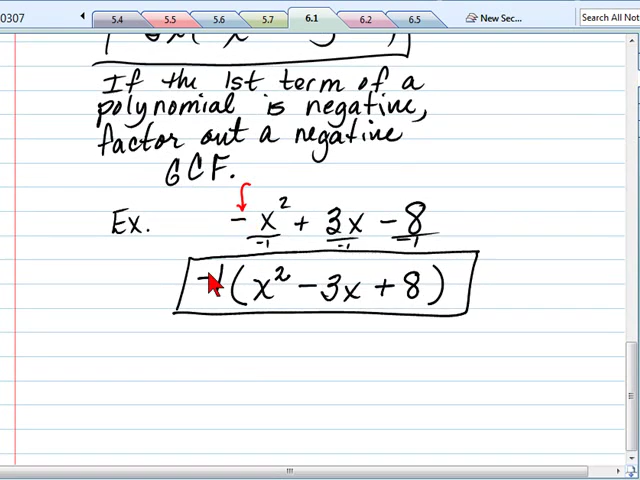 0307 5.4 5.5 5.6 5.7 6.1 6.2 6.5 New Sec Search All Note
If the 1st term of a
polynomial is negative,
factor out a negative
GCF.
Ex. -x² + 3x - 8
-1 -1 -1
-1(x² - 3x + 8)